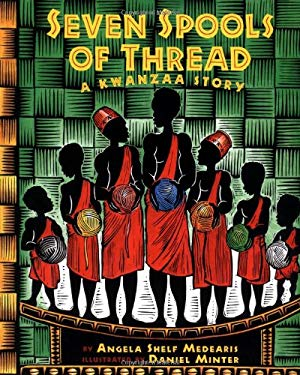 SEVEN SPOOLS
OF THREAD
A KWANZAA STORY
BY ANGELA SHELF MEDEARIS
ILLUSTRATED BY DANIEL MINTER